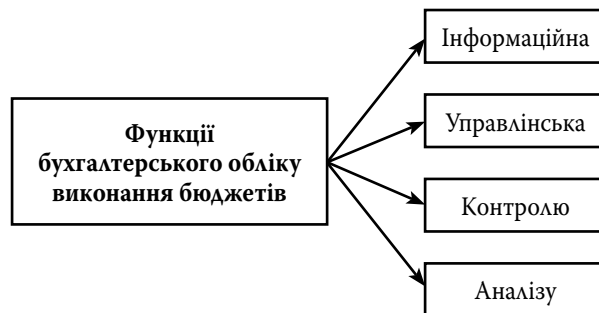 Функції
бухгалтерського обліку
виконання бюджетів
Інформаційна
Управлінська
Контролю
Аналізу